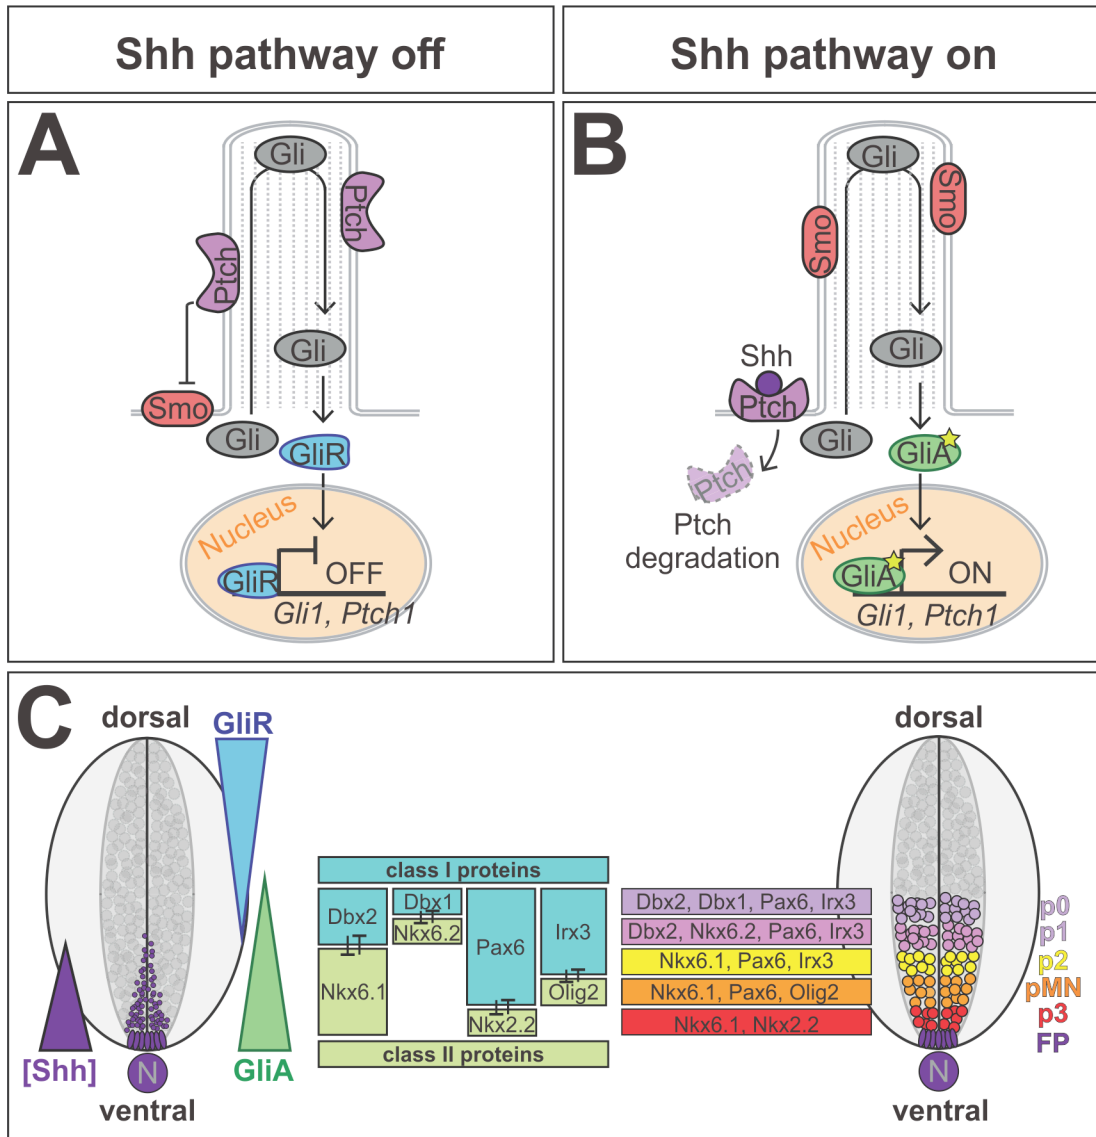 Shh pathway off
Shh pathway on
A
Gli
Ptch
Ptch
Gli
Smo
Gli
GliR
Nucleus
GliR
OFF
Gli1, Ptch1
B
Gli
Smo
Smo
Gli
Shh
Ptch
Gli
GliA
Ptch
Ptch
degradation
Nucleus
GliA
ON
Gli1, Ptch1
C
dorsal
GliR
[Shh]
N
GliA
ventral
class I proteins
Dbx2
Dbx1
Nkx6.2
Pax6
Irx3
Nkx6.1
Olig2
Nkx2.2
class II proteins
Dbx2, Dbx1, Pax6, Irx3
Dbx2, Nkx6.2, Pax6, Irx3
Nkx6.1, Pax6, Irx3
Nkx6.1, Pax6, Olig2
Nkx6.1, Nkx2.2
dorsal
p0
p1
p2
pMN
p3
FP
N
ventral